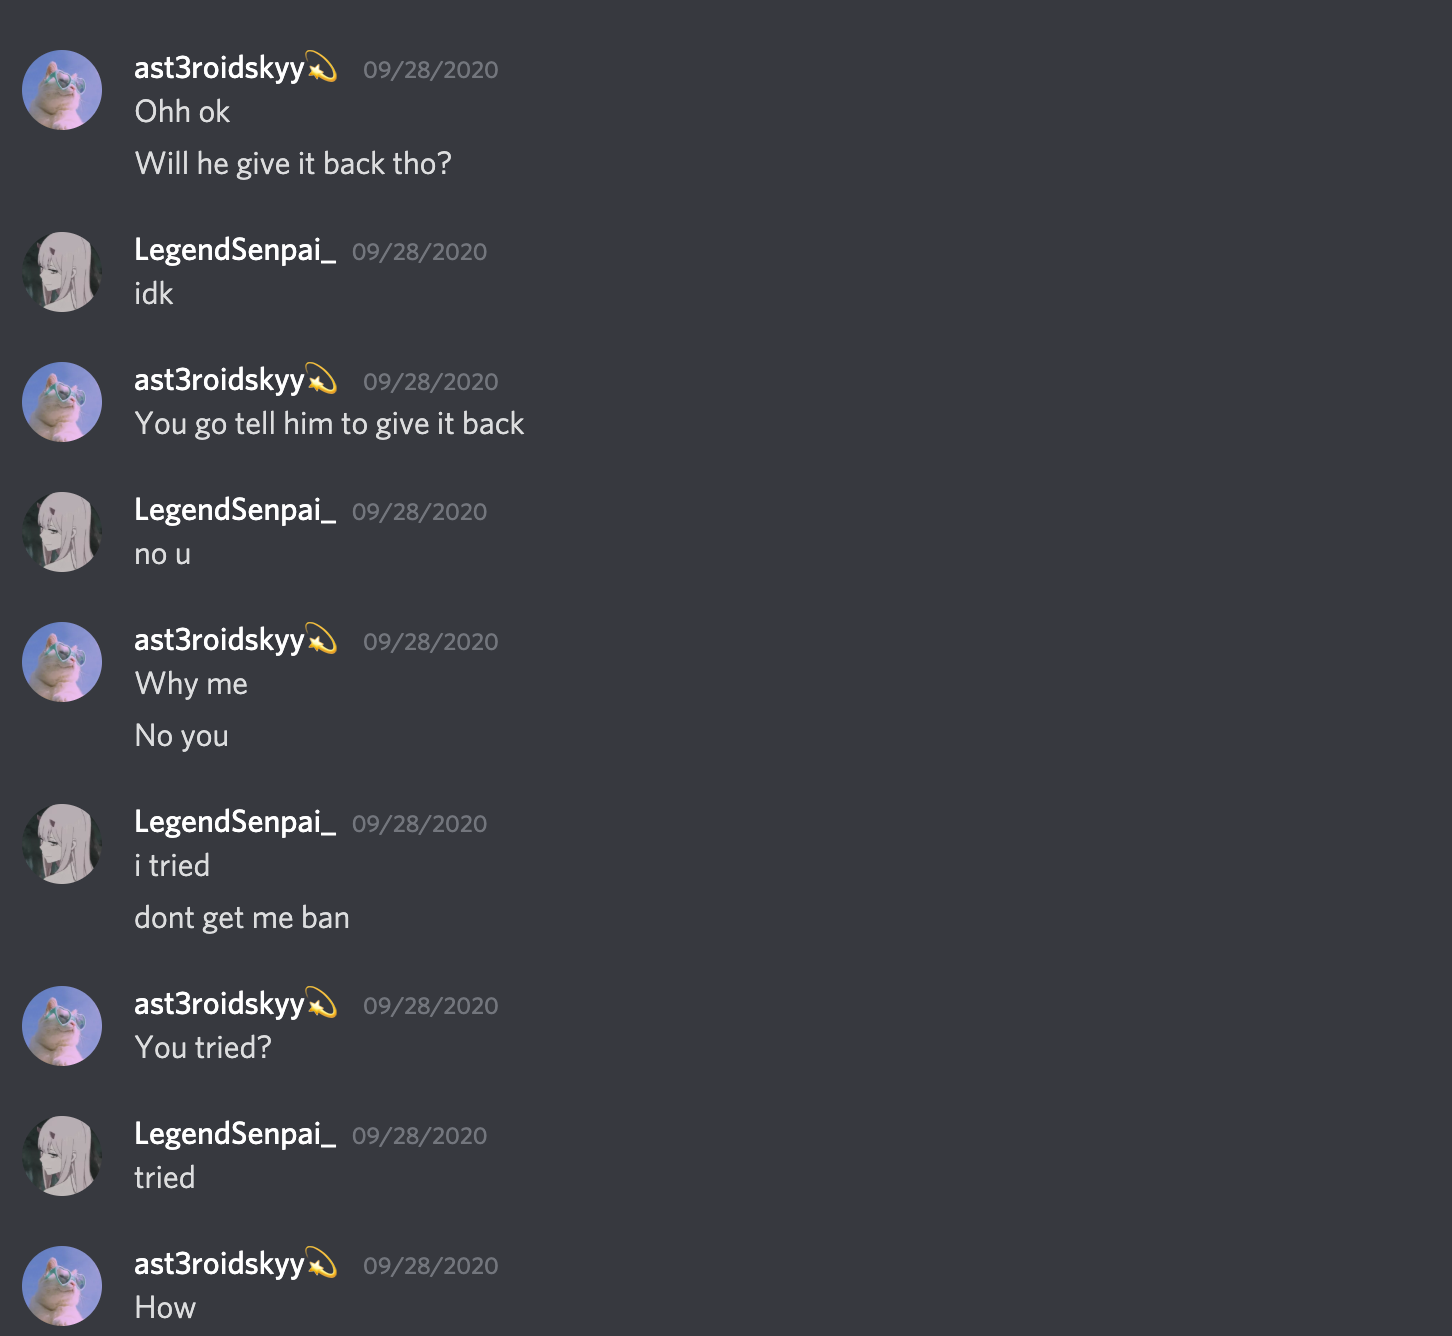 ast3roidskyy💫 09/28/2020
Ohh ok
Will he give it back tho?
LegendSenpai_ 09/28/2020
idk
ast3roidskyy💫 09/28/2020
You go tell him to give it back
LegendSenpai_ 09/28/2020
no u
ast3roidskyy💫 09/28/2020
Why me
No you
LegendSenpai_ 09/28/2020
i tried
dont get me ban
ast3roidskyy💫 09/28/2020
You tried?
LegendSenpai_ 09/28/2020
tried
ast3roidskyy💫 09/28/2020
How